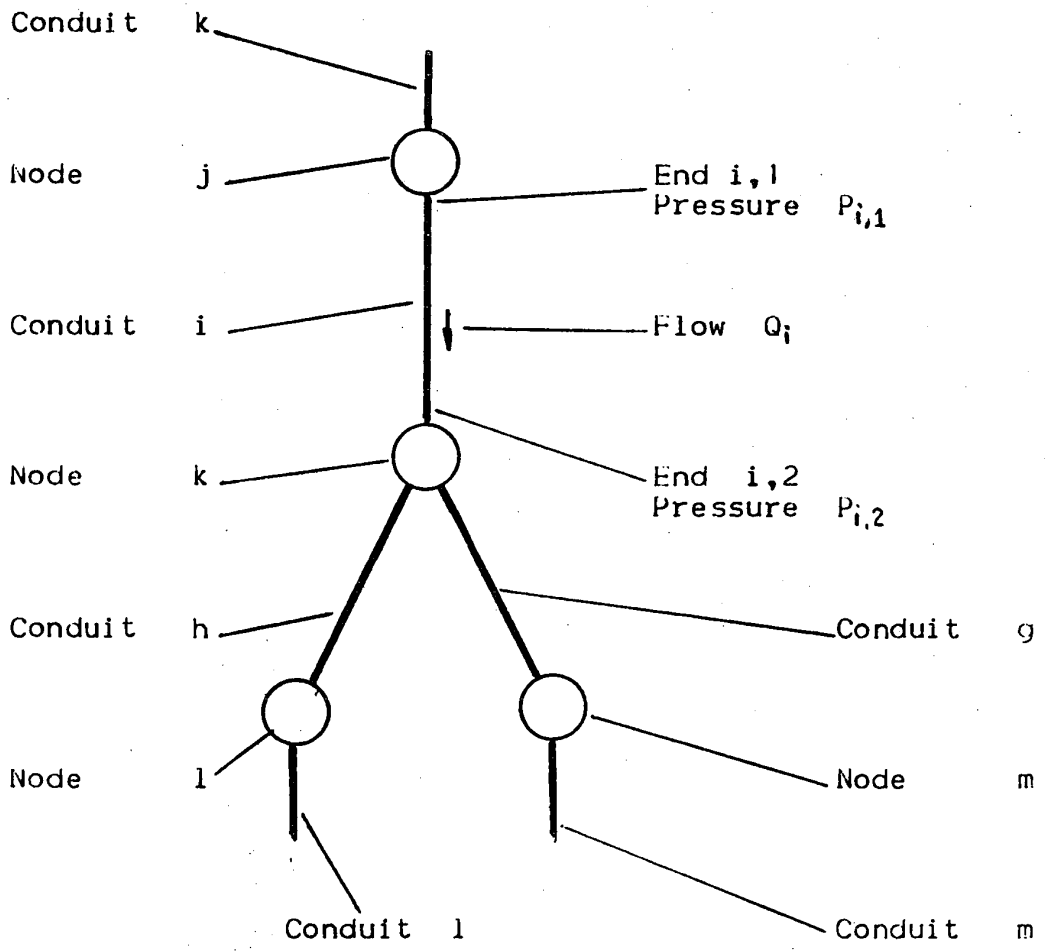 Conduit k
Node j
End i,1
Pressure P_{i,1}
Conduit i
Flow Q_i
Node k
End i,2
Pressure P_{i,2}
Conduit h
Conduit g
Node l
Node m
Conduit l
Conduit m